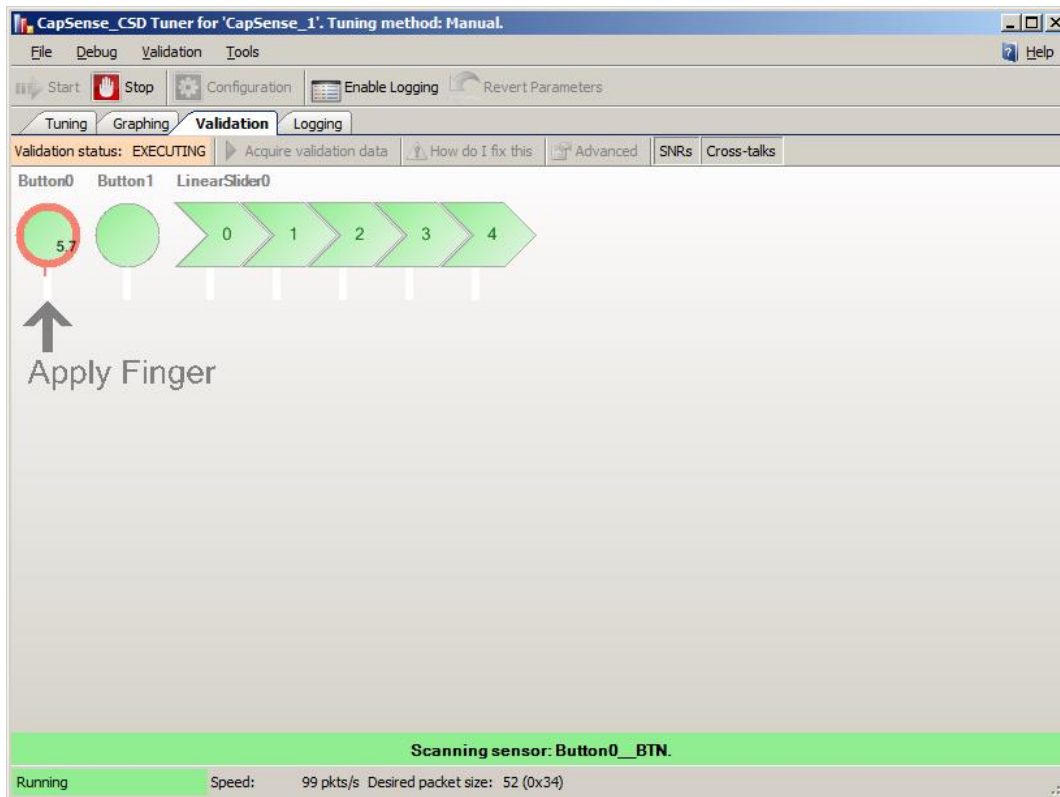 CapSense_CSD Tuner for 'CapSense_1'. Tuning method: Manual.
File Debug Validation Tools Help
Start Stop Configuration Enable Logging Revert Parameters
Tuning Graphing Validation Logging
Validation status: EXECUTING Acquire validation data How do I fix this Advanced SNRs Cross-talks
Button0 Button1 LinearSlider0
5.7 0 1 2 3 4
Apply Finger
Scanning sensor: Button0__BTN.
Running Speed: 99 pkts/s Desired packet size: 52 (0x34)